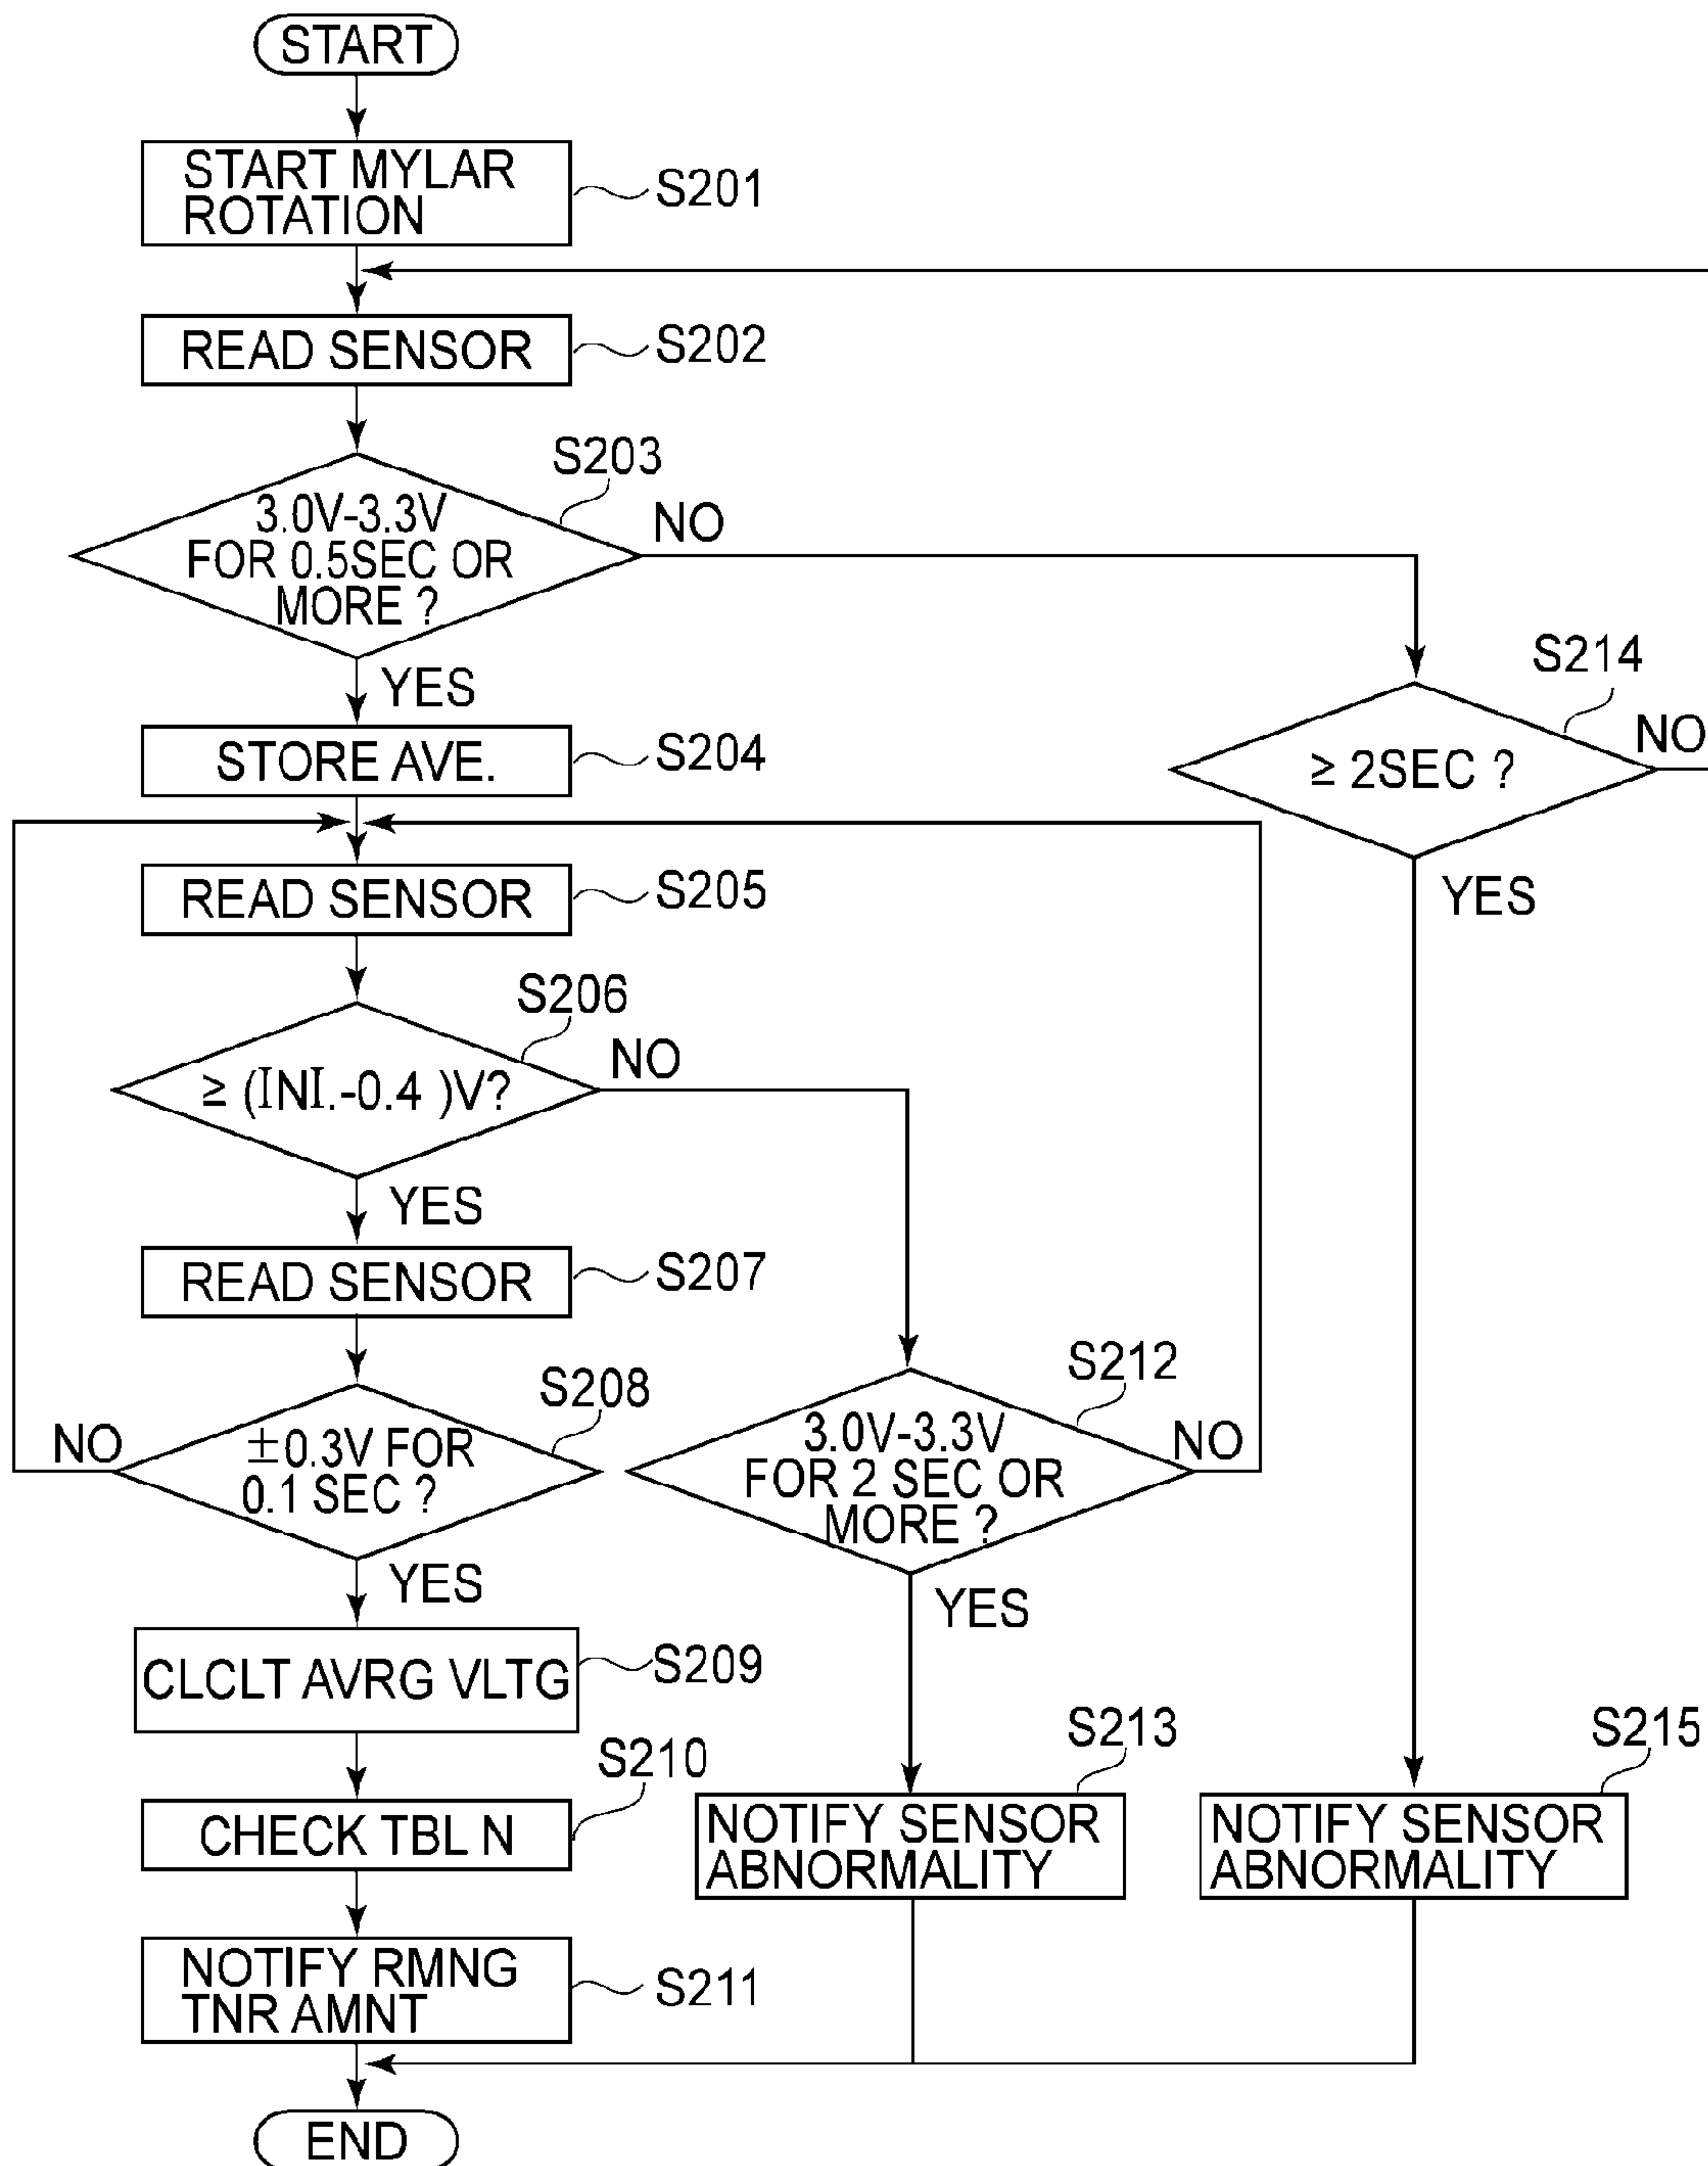 START
START MYLAR
ROTATION
S201
READ SENSOR
S202
S203
3.0V-3.3V
FOR 0.5SEC OR
MORE ?
NO
YES
S214
≥ 2SEC ?
NO
YES
STORE AVE.
S204
READ SENSOR
S205
S206
≥ (INI.-0.4 )V?
NO
YES
READ SENSOR
S207
S208
±0.3V FOR
0.1 SEC ?
NO
YES
S212
3.0V-3.3V
FOR 2 SEC OR
MORE ?
NO
YES
CLCLT AVRG VLTG
S209
S210
CHECK TBL N
S213
NOTIFY SENSOR
ABNORMALITY
S215
NOTIFY SENSOR
ABNORMALITY
NOTIFY RMNG
TNR AMNT
S211
END